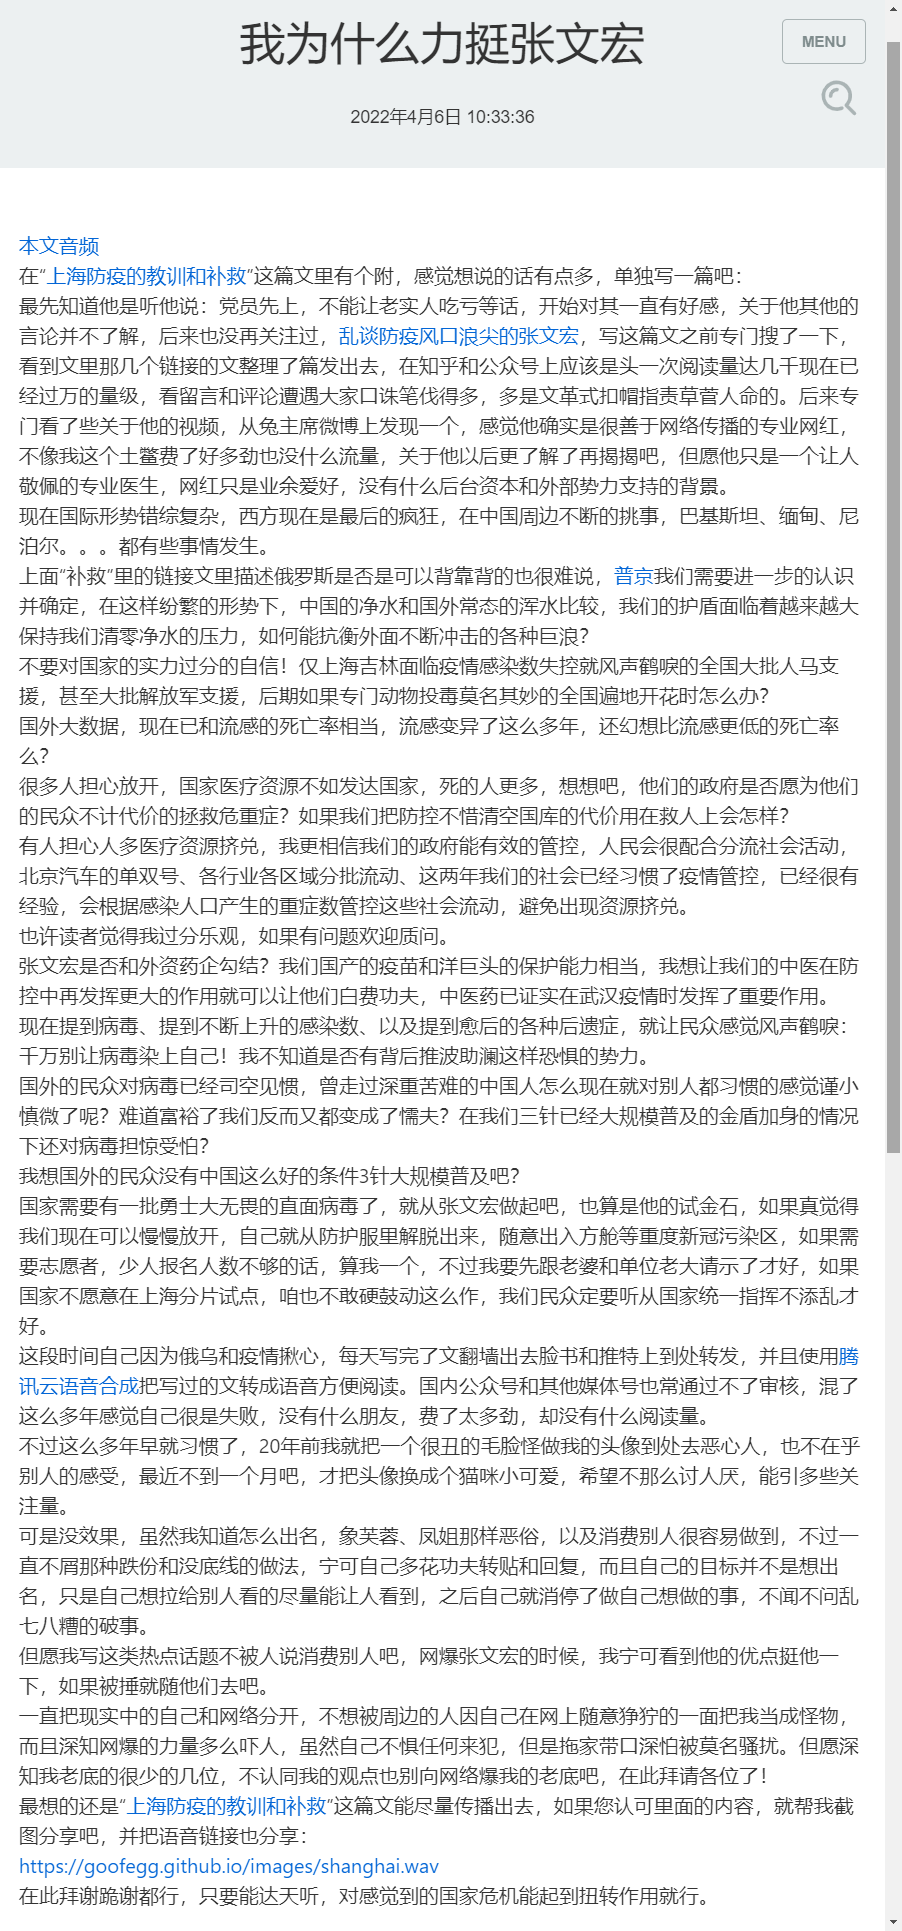 我为什么力挺张文宏
MENU
2022年4月6日 10:33:36
本文音频
在“上海防疫的教训和补救”这篇文里有个附，感觉想说的话有点多，单独写一篇吧：
最先知道他是听他说：党员先上，不能让老实人吃亏等话，开始对其一直有好感，关于他其他的
言论并不了解，后来也没再关注过，乱谈防疫风口浪尖的张文宏，写这篇文之前专门搜了一下，
看到文里那几个链接的文整理了篇发出去，在知乎和公众号上应该是头一次阅读量达几千现在已
经过万的量级，看留言和评论遭遇大家口诛笔伐得多，多是文革式扣帽指责草菅人命的。后来专
门看了些关于他的视频，从兔主席微博上发现一个，感觉他确实是很善于网络传播的专业网红，
不像我这个土鳖费了好多劲也没什么流量，关于他以后更了解了再揭揭吧，但愿他只是一个让人
敬佩的专业医生，网红只是业余爱好，没有什么后台资本和外部势力支持的背景。
现在国际形势错综复杂，西方现在是最后的疯狂，在中国周边不断的挑事，巴基斯坦、缅甸、尼
泊尔。。。都有些事情发生。
上面“补救”里的链接文里描述俄罗斯是否是可以背靠背的也很难说，普京我们需要进一步的认识
并确定，在这样纷繁的形势下，中国的净水和国外常态的浑水比较，我们的护盾面临着越来越大
保持我们清零净水的压力，如何能抗衡外面不断冲击的各种巨浪？
不要对国家的实力过分的自信！仅上海吉林面临疫情感染数失控就风声鹤唳的全国大批人马支
援，甚至大批解放军支援，后期如果专门动物投毒莫名其妙的全国遍地开花时怎么办？
国外大数据，现在已和流感的死亡率相当，流感变异了这么多年，还幻想比流感更低的死亡率
么？
很多人担心放开，国家医疗资源不如发达国家，死的人更多，想想吧，他们的政府是否愿为他们
的民众不计代价的拯救危重症？如果我们把防控不惜清空国库的代价用在救人上会怎样？
有人担心人多医疗资源挤兑，我更相信我们的政府能有效的管控，人民会很配合分流社会活动，
北京汽车的单双号、各行业各区域分批流动、这两年我们的社会已经习惯了疫情管控，已经很有
经验，会根据感染人口产生的重症数管控这些社会流动，避免出现资源挤兑。
也许读者觉得我过分乐观，如果有问题欢迎质问。
张文宏是否和外资药企勾结？我们国产的疫苗和洋巨头的保护能力相当，我想让我们的中医在防
控中再发挥更大的作用就可以让他们白费功夫，中医药已证实在武汉疫情时发挥了重要作用。
现在提到病毒、提到不断上升的感染数、以及提到愈后的各种后遗症，就让民众感觉风声鹤唳：
千万别让病毒染上自己！我不知道是否有背后推波助澜这样恐惧的势力。
国外的民众对病毒已经司空见惯，曾走过深重苦难的中国人怎么现在就对别人都习惯的感觉谨小
慎微了呢？难道富裕了我们反而又都变成了懦夫？在我们三针已经大规模普及的金盾加身的情况
下还对病毒担惊受怕？
我想国外的民众没有中国这么好的条件3针大规模普及吧？
国家需要有一批勇士大无畏的直面病毒了，就从张文宏做起吧，也算是他的试金石，如果真觉得
我们现在可以慢慢放开，自己就从防护服里解脱出来，随意出入方舱等重度新冠污染区，如果需
要志愿者，少人报名人数不够的话，算我一个，不过我要先跟老婆和单位老大请示了才好，如果
国家不愿意在上海分片试点，咱也不敢硬鼓动这么作，我们民众定要听从国家统一指挥不添乱才
好。
这段时间自己因为俄乌和疫情揪心，每天写完了文翻墙出去脸书和推特上到处转发，并且使用腾
讯云语音合成把写过的文转成语音方便阅读。国内公众号和其他媒体号也常通过不了审核，混了
这么多年感觉自己很是失败，没有什么朋友，费了太多劲，却没有什么阅读量。
不过这么多年早就习惯了，20年前我就把一个很丑的毛脸怪做我的头像到处去恶心人，也不在乎
别人的感受，最近不到一个月吧，才把头像换成个猫咪小可爱，希望不那么讨人厌，能引多些关
注量。
可是没效果，虽然我知道怎么出名，象芙蓉、凤姐那样恶俗，以及消费别人很容易做到，不过一
直不屑那种跌份和没底线的做法，宁可自己多花功夫转贴和回复，而且自己的目标并不是想出
名，只是自己想拉给别人看的尽量能让人看到，之后自己就消停了做自己想做的事，不闻不问乱
七八糟的破事。
但愿我写这类热点话题不被人说消费别人吧，网爆张文宏的时候，我宁可看到他的优点挺他一
下，如果被捶就随他们去吧。
一直把现实中的自己和网络分开，不想被周边的人因自己在网上随意狰狞的一面把我当成怪物，
而且深知网爆的力量多么吓人，虽然自己不惧任何来犯，但是拖家带口深怕被莫名骚扰。但愿深
知我老底的很少的几位，不认同我的观点也别向网络爆我的老底吧，在此拜请各位了！
最想的还是“上海防疫的教训和补救”这篇文能尽量传播出去，如果您认可里面的内容，就帮我截
图分享吧，并把语音链接也分享：
https://goofegg.github.io/images/shanghai.wav
在此拜谢跪谢都行，只要能达天听，对感觉到的国家危机能起到扭转作用就行。